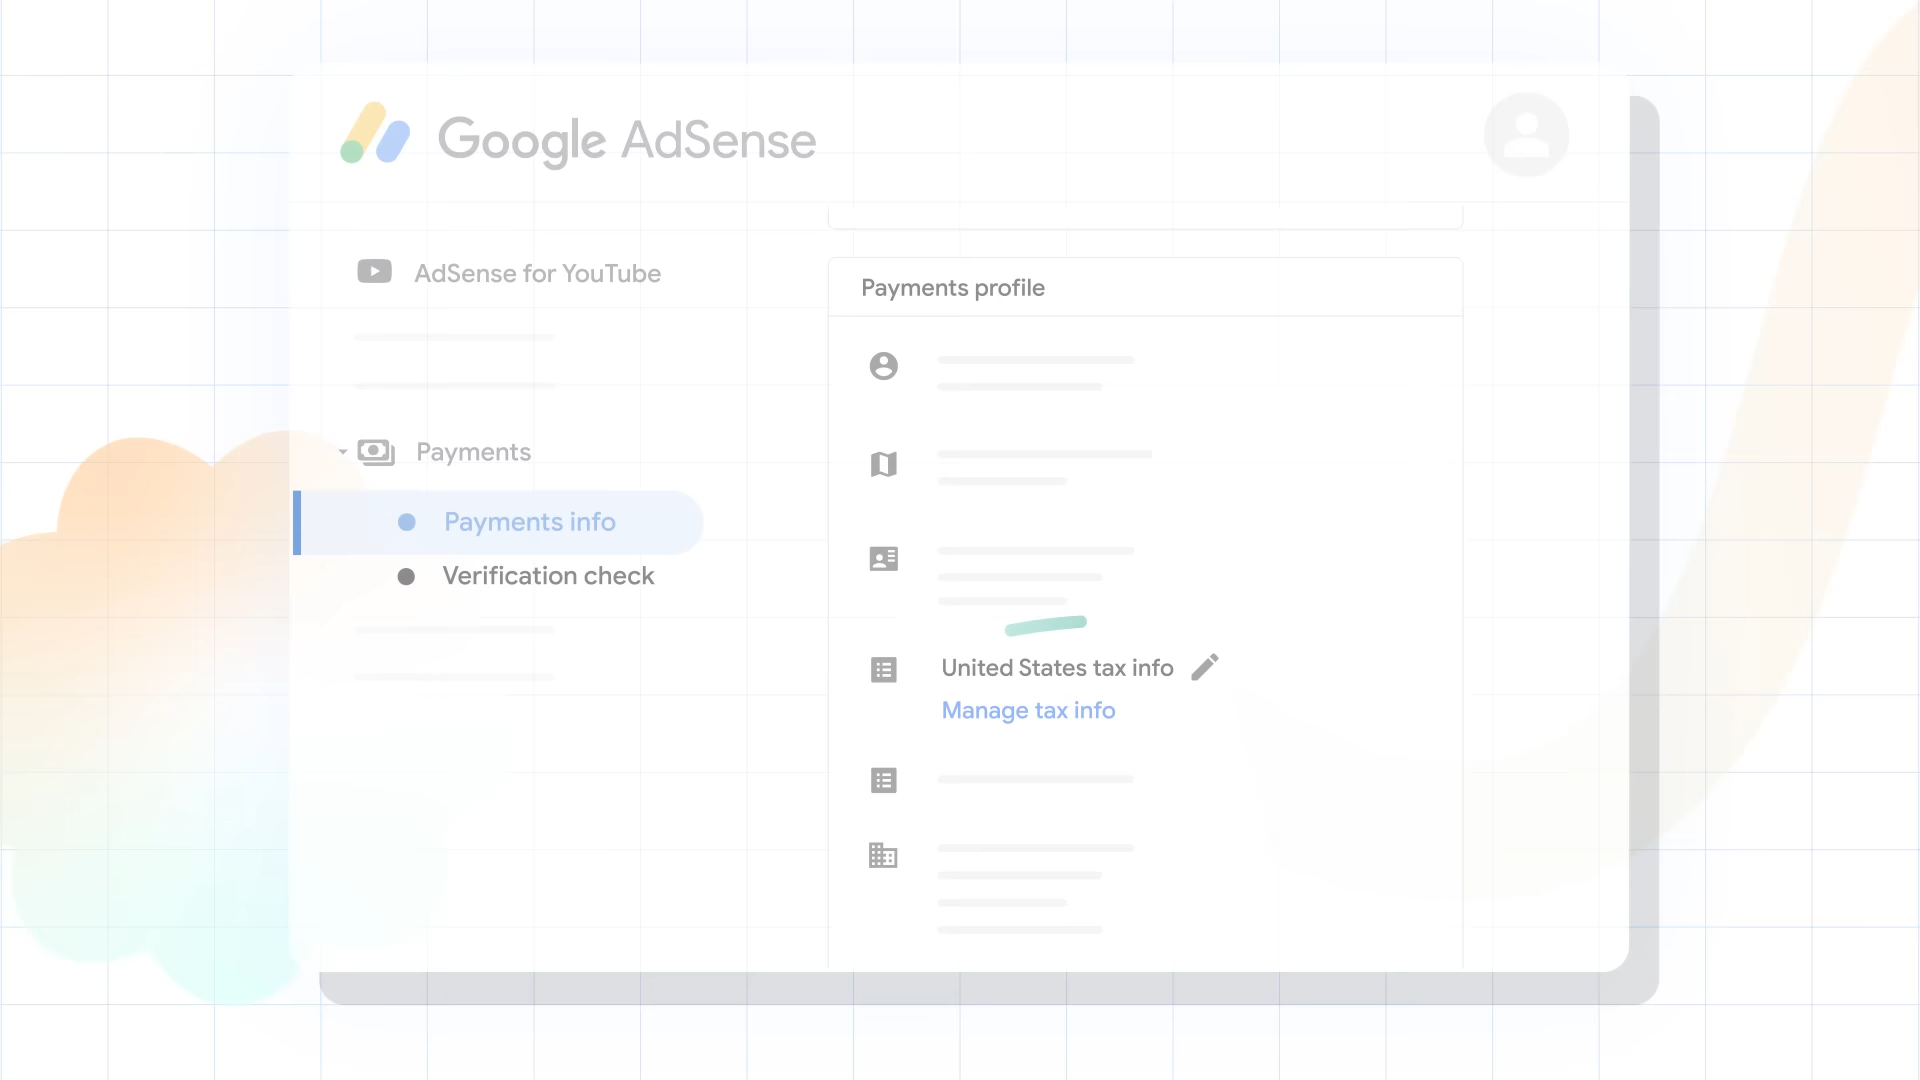 Google AdSense
AdSense for YouTube
Payments
Payments info
Verification check
Payments profile
United States tax info
Manage tax info